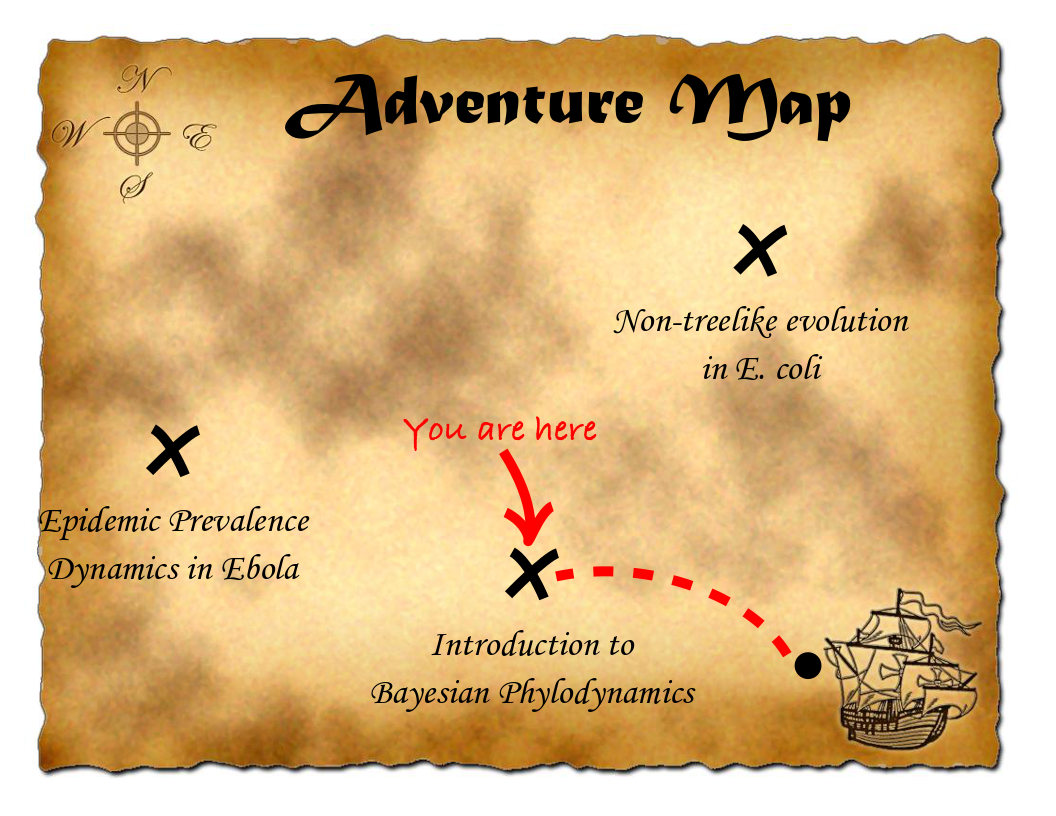 Adventure Map
N
W
E
S
Non-treelike evolution
in E. coli
You are here
Epidemic Prevalence
Dynamics in Ebola
Introduction to
Bayesian Phylodynamics